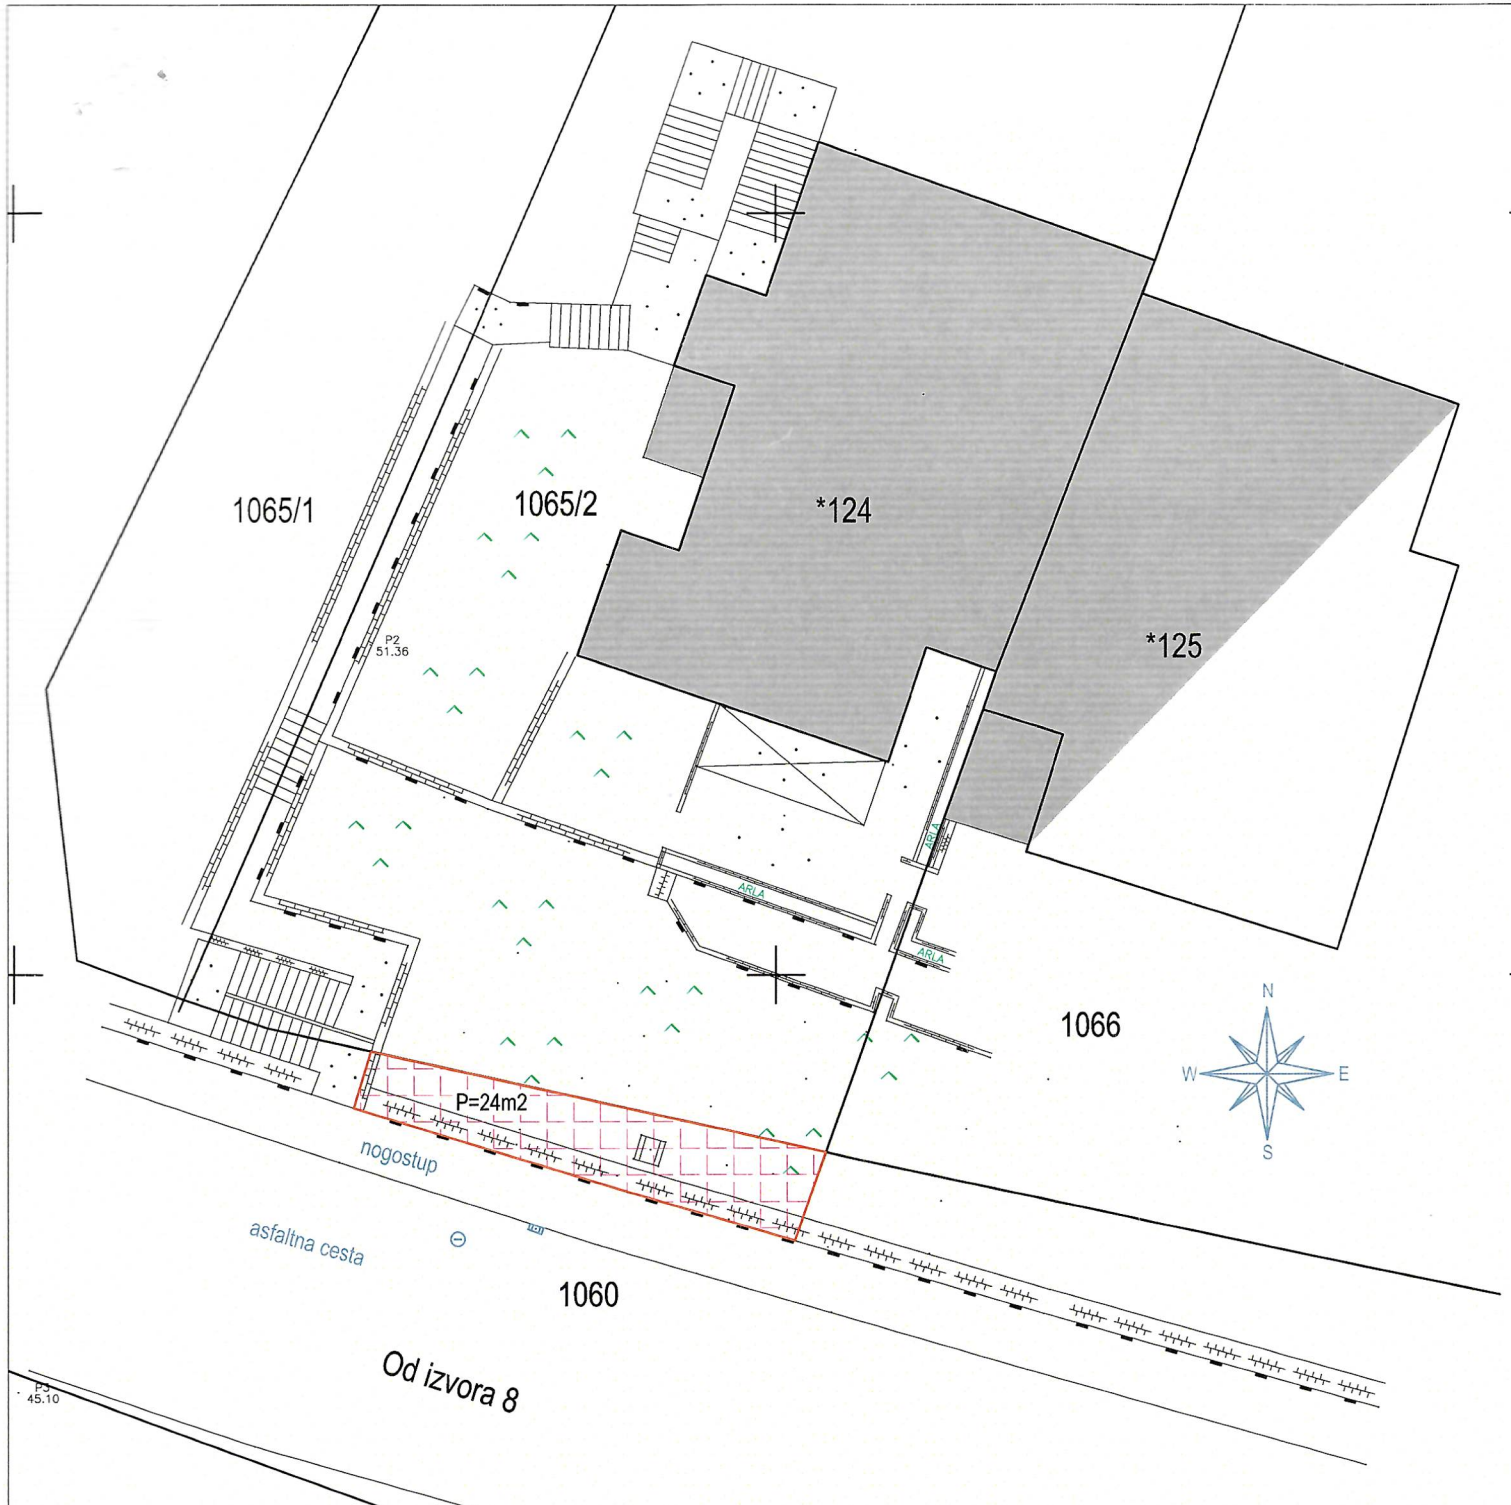 1065/1
1065/2
*124
*125
P2
51.36
ARLA
ARLA
ARLA
1066
N
W
E
S
P=24m2
nogostup
asfaltna cesta
1060
Od izvora 8
P3
45.10